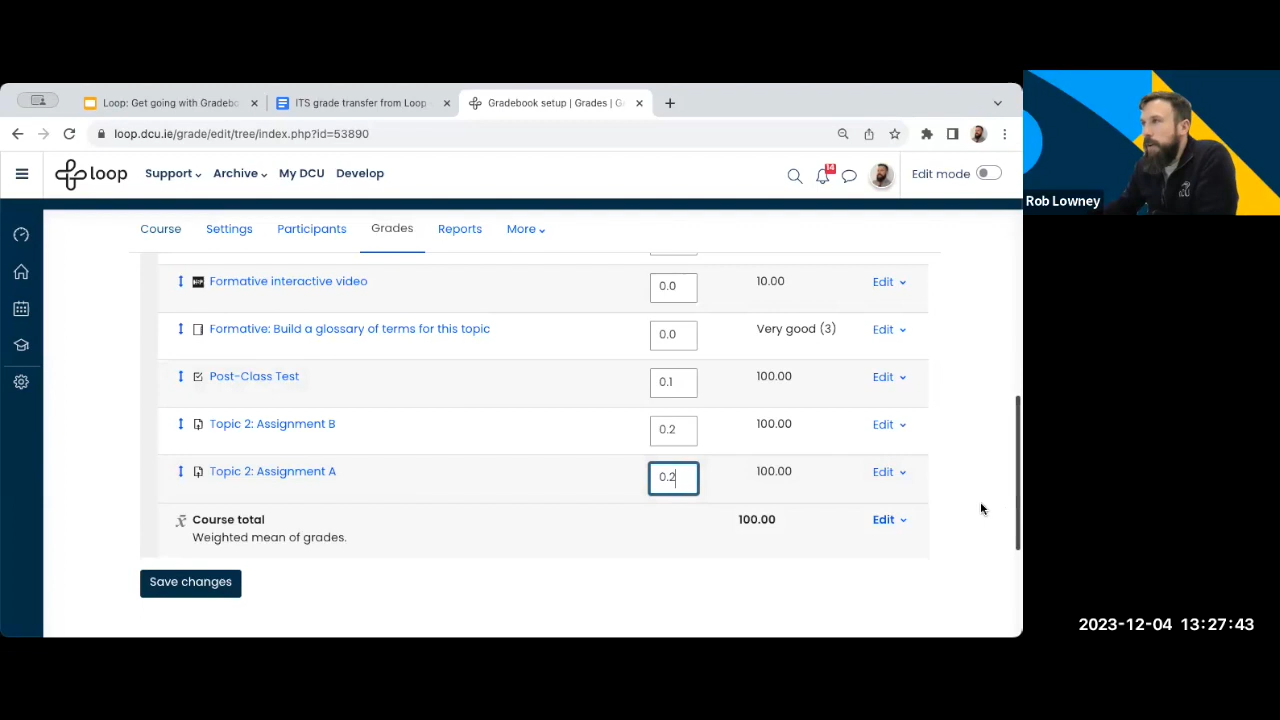 Loop: Get going with Gradeb
ITS grade transfer from Loop
Gradebook setup | Grades | G
loop.dcu.ie/grade/edit/tree/index.php?id=53890
loop
Support
Archive
My DCU
Develop
14
Edit mode
Rob Lowney
Course
Settings
Participants
Grades
Reports
More
Formative interactive video
0.0
10.00
Edit
Formative: Build a glossary of terms for this topic
0.0
Very good (3)
Edit
Post-Class Test
0.1
100.00
Edit
Topic 2: Assignment B
0.2
100.00
Edit
Topic 2: Assignment A
0.2
100.00
Edit
Course total
100.00
Edit
Weighted mean of grades.
Save changes
2023-12-04 13:27:43